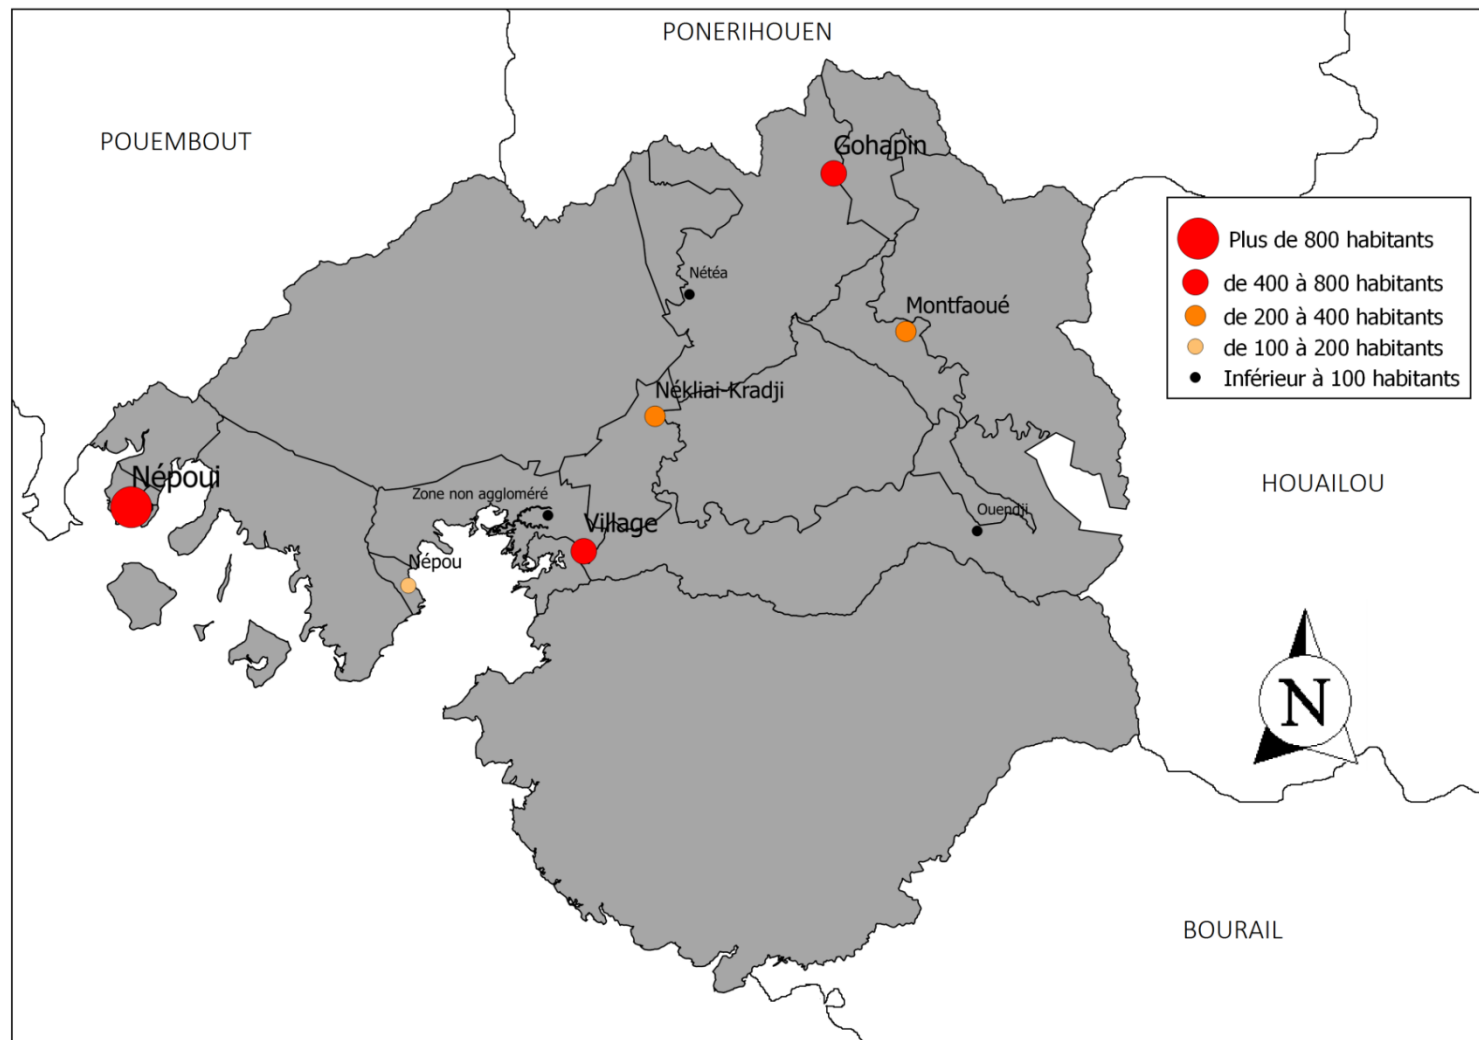 PONERIHOUEN
POUEMBOUT
Gohapin
Plus de 800 habitants
de 400 à 800 habitants
de 200 à 400 habitants
de 100 à 200 habitants
Inférieur à 100 habitants
Nétéa
Montfaoué
Nékliai-Kradji
Népoui
Zone non aggloméré
Village
Ouendji
Népou
HOUAILOU
N
BOURAIL